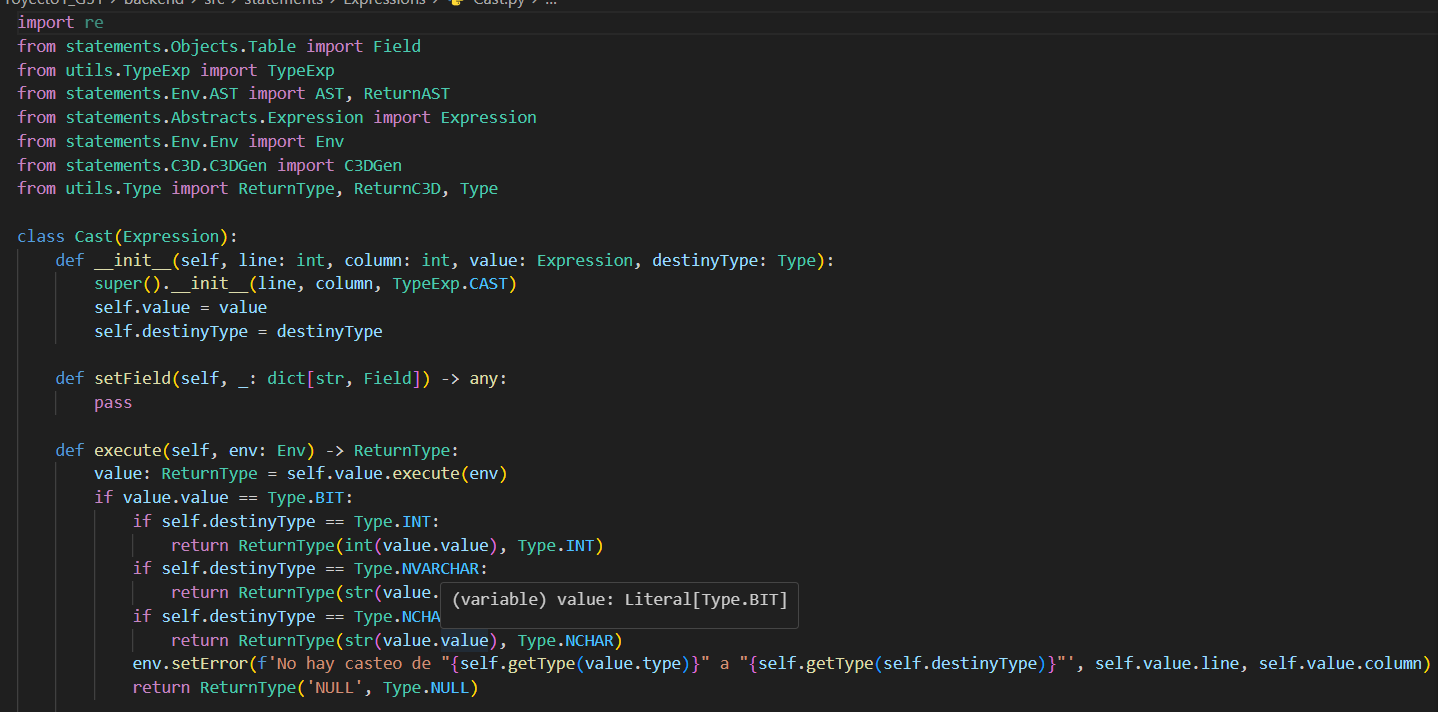 royecto1_G31 > backend > src > statements > Expressions > Cast.py > ...
import re
from statements.Objects.Table import Field
from utils.TypeExp import TypeExp
from statements.Env.AST import AST, ReturnAST
from statements.Abstracts.Expression import Expression
from statements.Env.Env import Env
from statements.C3D.C3DGen import C3DGen
from utils.Type import ReturnType, ReturnC3D, Type
class Cast(Expression):
    def __init__(self, line: int, column: int, value: Expression, destinyType: Type):
        super().__init__(line, column, TypeExp.CAST)
        self.value = value
        self.destinyType = destinyType
    def setField(self, _: dict[str, Field]) -> any:
        pass
    def execute(self, env: Env) -> ReturnType:
        value: ReturnType = self.value.execute(env)
        if value.value == Type.BIT:
            if self.destinyType == Type.INT:
                return ReturnType(int(value.value), Type.INT)
            if self.destinyType == Type.NVARCHAR:
                return ReturnType(str(value.
(variable) value: Literal[Type.BIT]
            if self.destinyType == Type.NCHA
                return ReturnType(str(value.value), Type.NCHAR)
            env.setError(f'No hay casteo de "{self.getType(value.type)}" a "{self.getType(self.destinyType)}"', self.value.line, self.value.column)
            return ReturnType('NULL', Type.NULL)